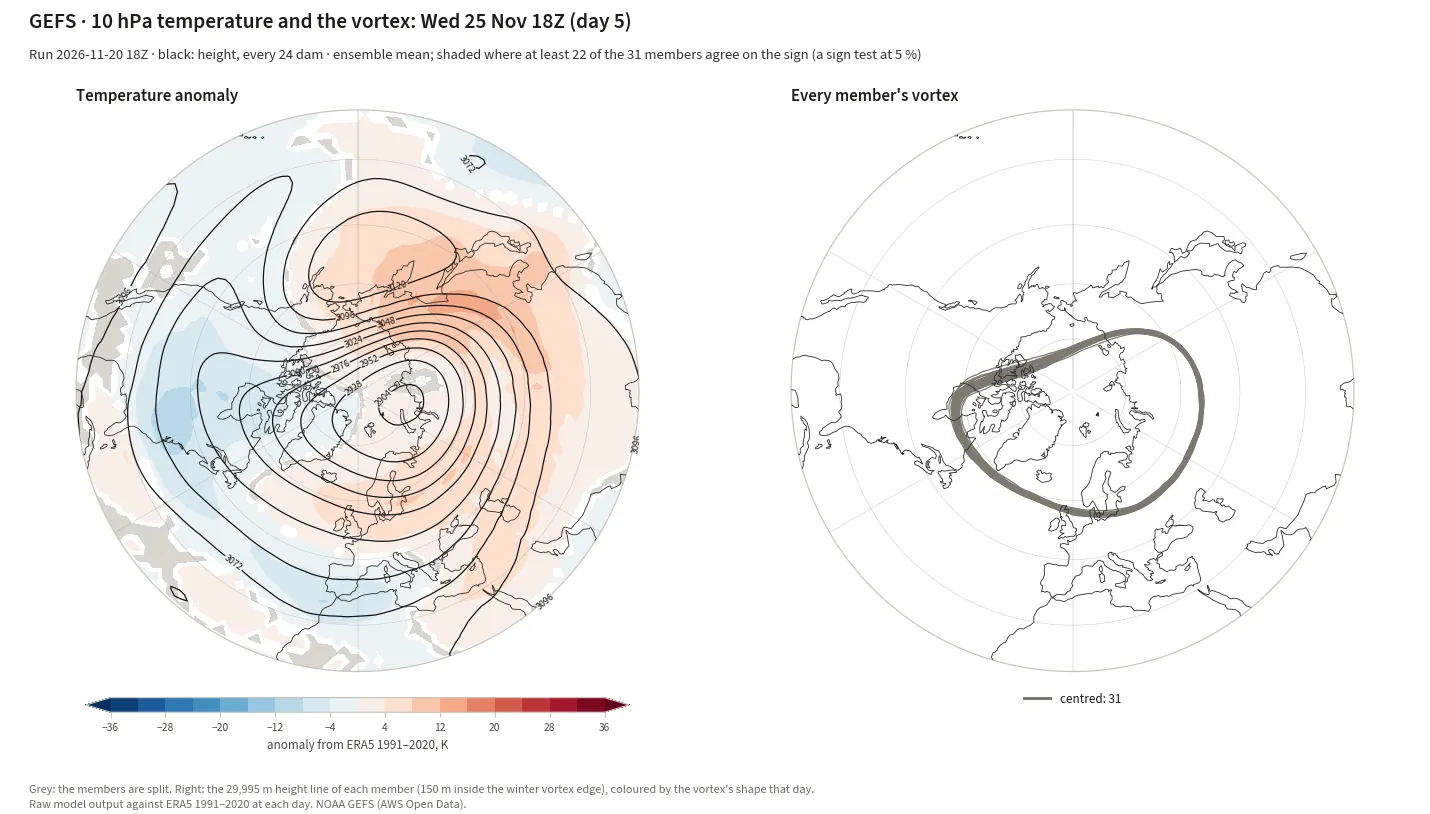 GEFS · 10 hPa temperature and the vortex: Wed 25 Nov 18Z (day 5)
Run 2026-11-20 18Z · black: height, every 24 dam · ensemble mean; shaded where at least 22 of the 31 members agree on the sign (a sign test at 5 %)
Temperature anomaly
Every member's vortex
3072
3120
3096
3048
3024
2976
2952
2928
2904
3096
3072
3096
centred: 31
−36 −28 −20 −12 −4 4 12 20 28 36
anomaly from ERA5 1991–2020, K
Grey: the members are split. Right: the 29,995 m height line of each member (150 m inside the winter vortex edge), coloured by the vortex's shape that day.
Raw model output against ERA5 1991–2020 at each day. NOAA GEFS (AWS Open Data).